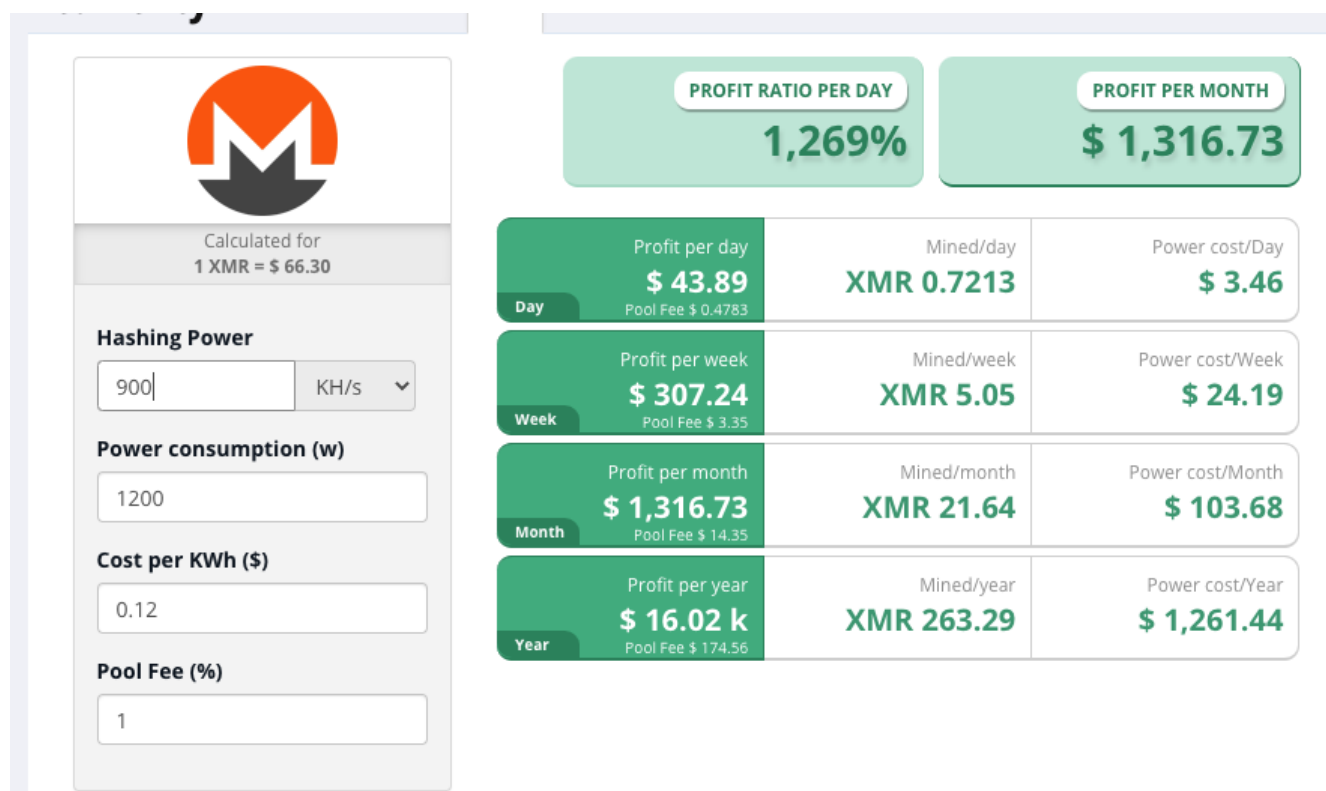 PROFIT RATIO PER DAY
1,269%
PROFIT PER MONTH
$ 1,316.73
Calculated for
1 XMR = $ 66.30
Hashing Power
900
KH/s
Power consumption (w)
1200
Cost per KWh ($)
0.12
Pool Fee (%)
1
Day
Profit per day
$ 43.89
Pool Fee $ 0.4783
Mined/day
XMR 0.7213
Power cost/Day
$ 3.46
Week
Profit per week
$ 307.24
Pool Fee $ 3.35
Mined/week
XMR 5.05
Power cost/Week
$ 24.19
Month
Profit per month
$ 1,316.73
Pool Fee $ 14.35
Mined/month
XMR 21.64
Power cost/Month
$ 103.68
Year
Profit per year
$ 16.02 k
Pool Fee $ 174.56
Mined/year
XMR 263.29
Power cost/Year
$ 1,261.44